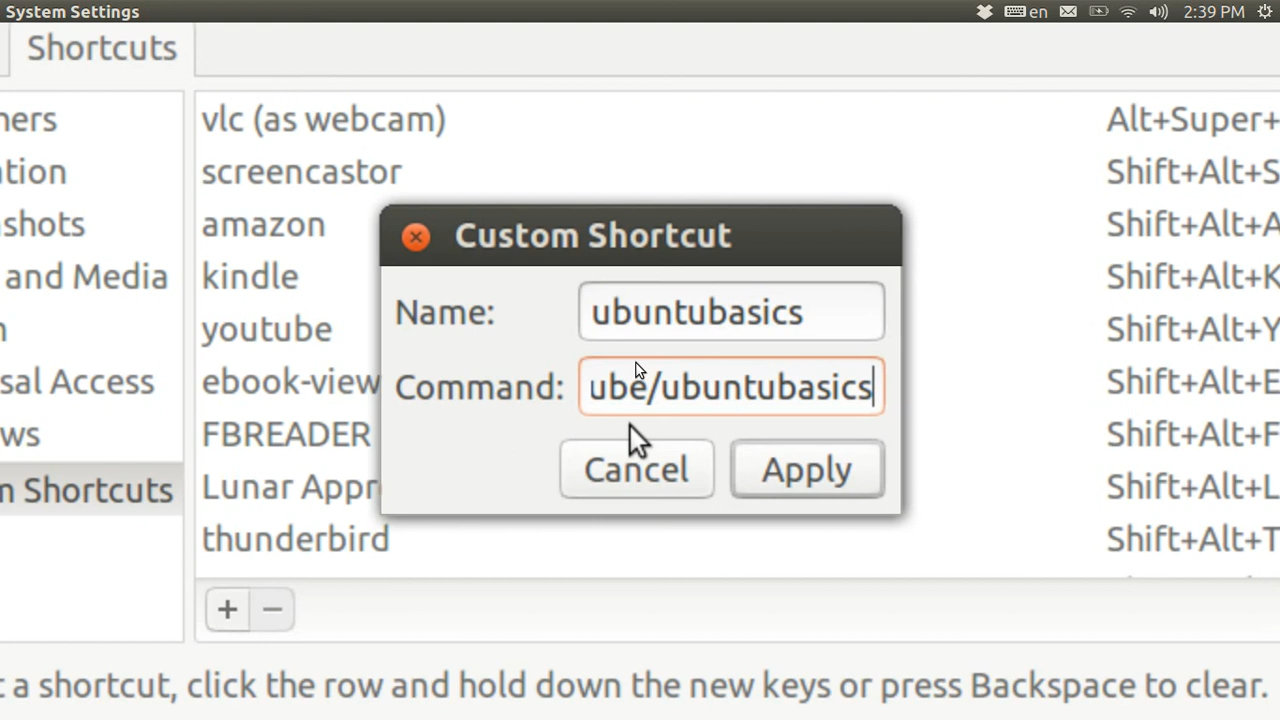 System Settings
en
2:39 PM
Shortcuts
ners
vlc (as webcam)
Alt+Super+
ation
screencastor
Shift+Alt+S
shots
amazon
Shift+Alt+A
and Media
kindle
Shift+Alt+K
youtube
Shift+Alt+Y
sal Access
ebook-view
Shift+Alt+E
ws
FBREADER
Shift+Alt+F
m Shortcuts
Lunar Appr
Shift+Alt+L
thunderbird
Shift+Alt+T
Custom Shortcut
Name:
ubuntubasics
Command:
ube/ubuntubasics
Cancel
Apply
+ −
t a shortcut, click the row and hold down the new keys or press Backspace to clear.